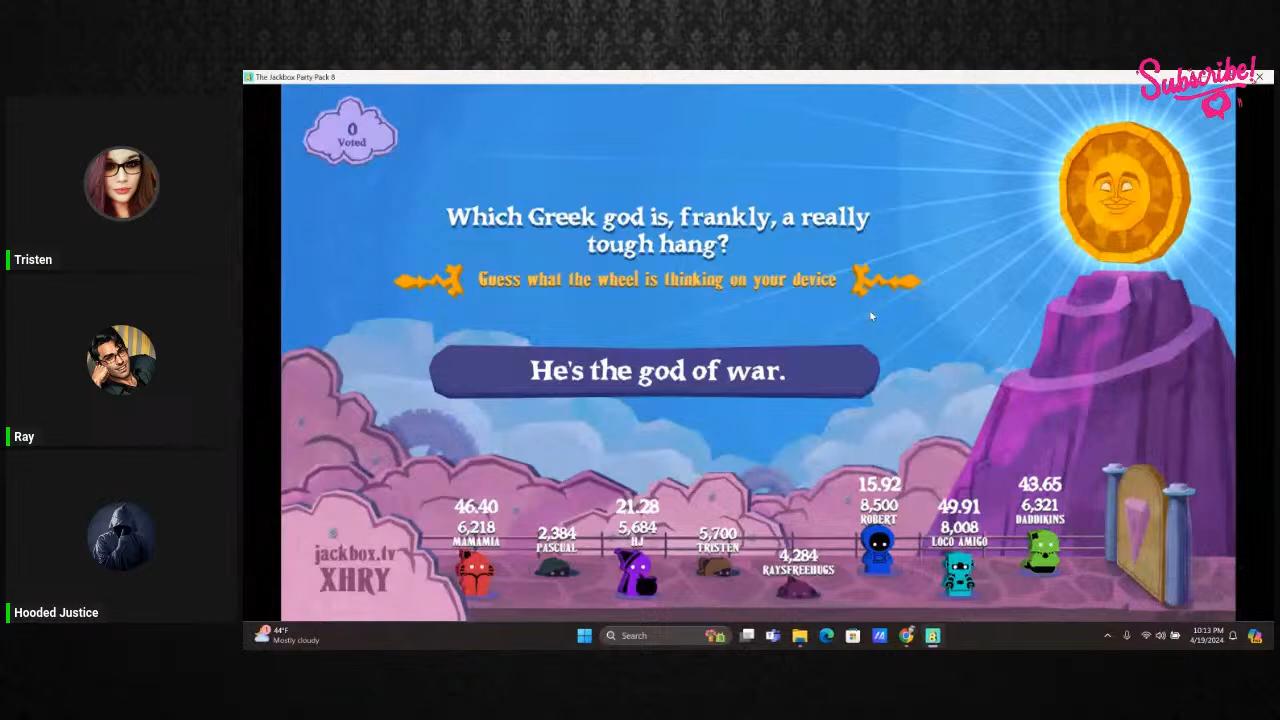 The Jackbox Party Pack 8
Subscribe!
0
Voted
Which Greek god is, frankly, a really
tough hang?
Guess what the wheel is thinking on your device
He's the god of war.
Tristen
Ray
Hooded Justice
46.40
6,218
MAMAMIA
2,384
PASCUAL
21.28
5,684
HJ
5,700
TRISTEN
4,284
RAYSFREEHUGS
15.92
8,500
ROBERT
49.91
8,008
LOCO AMIGO
43.65
6,321
DADDIKINS
jackbox.tv
XHRY
44°F
Mostly cloudy
Search
10:13 PM
4/19/2024